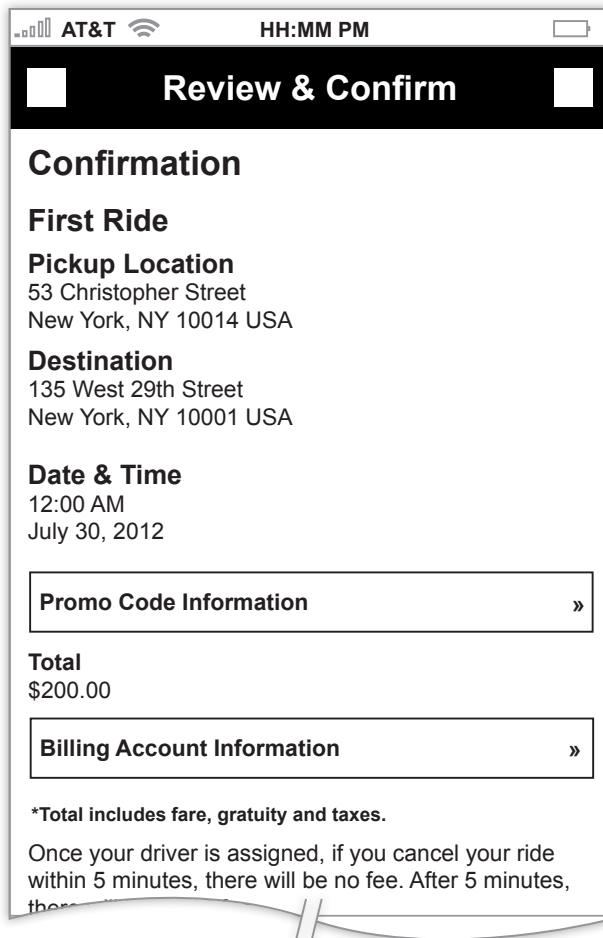 AT&T HH:MM PM
Review & Confirm
Confirmation
First Ride
Pickup Location
53 Christopher Street
New York, NY 10014 USA
Destination
135 West 29th Street
New York, NY 10001 USA
Date & Time
12:00 AM
July 30, 2012
Promo Code Information »
Total
$200.00
Billing Account Information »
*Total includes fare, gratuity and taxes.
Once your driver is assigned, if you cancel your ride
within 5 minutes, there will be no fee. After 5 minutes,